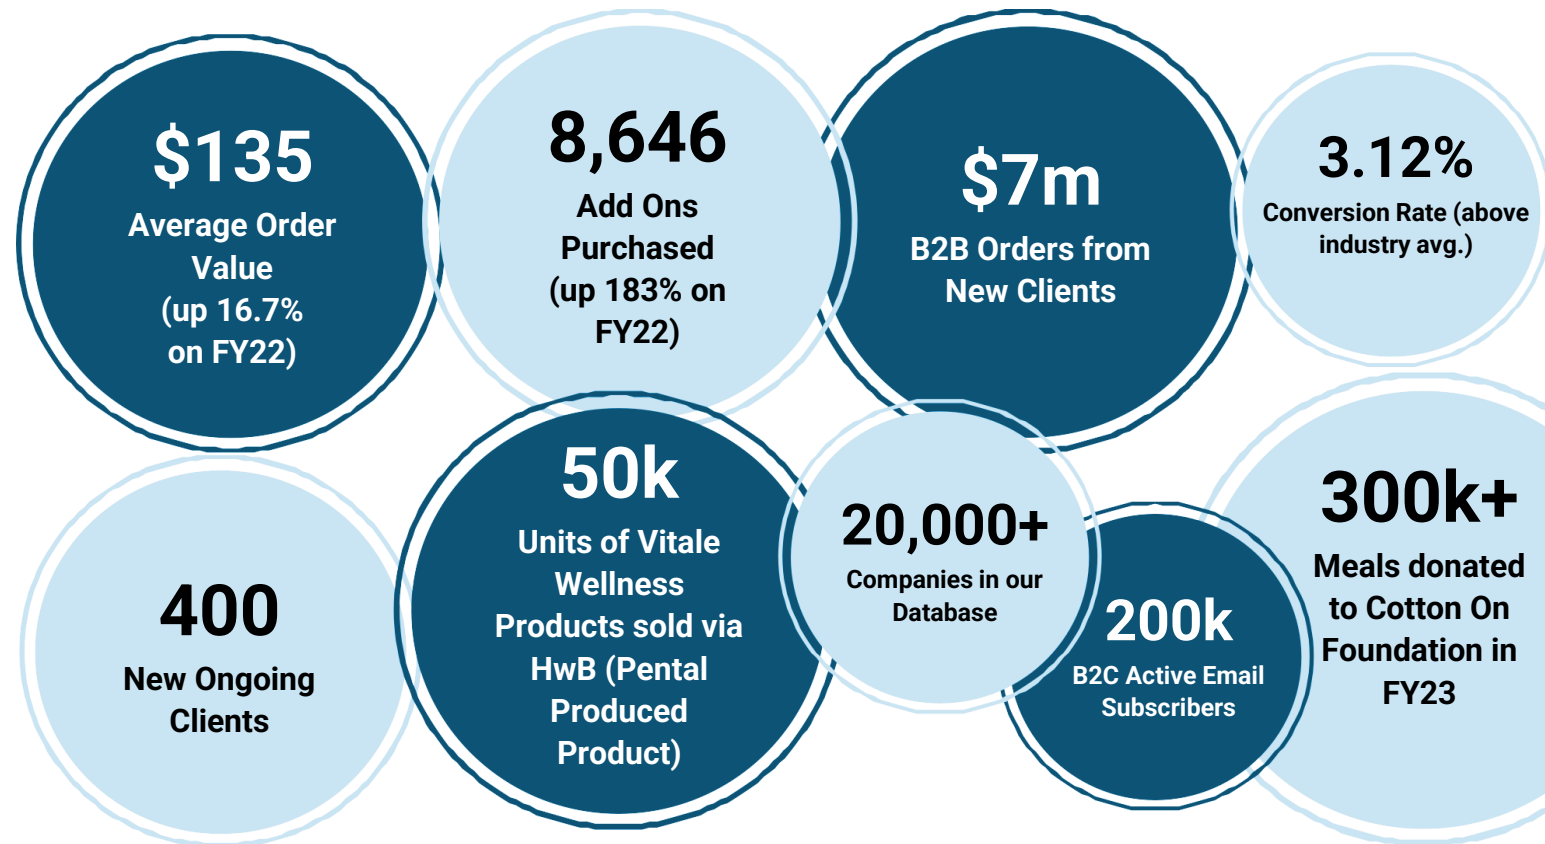 $135
Average Order
Value
(up 16.7%
on FY22)
8,646
Add Ons
Purchased
(up 183% on
FY22)
$7m
B2B Orders from
New Clients
3.12%
Conversion Rate (above
industry avg.)
400
New Ongoing
Clients
50k
Units of Vitale
Wellness
Products sold via
HwB (Pental
Produced
Product)
20,000+
Companies in our
Database
200k
B2C Active Email
Subscribers
300k+
Meals donated
to Cotton On
Foundation in
FY23